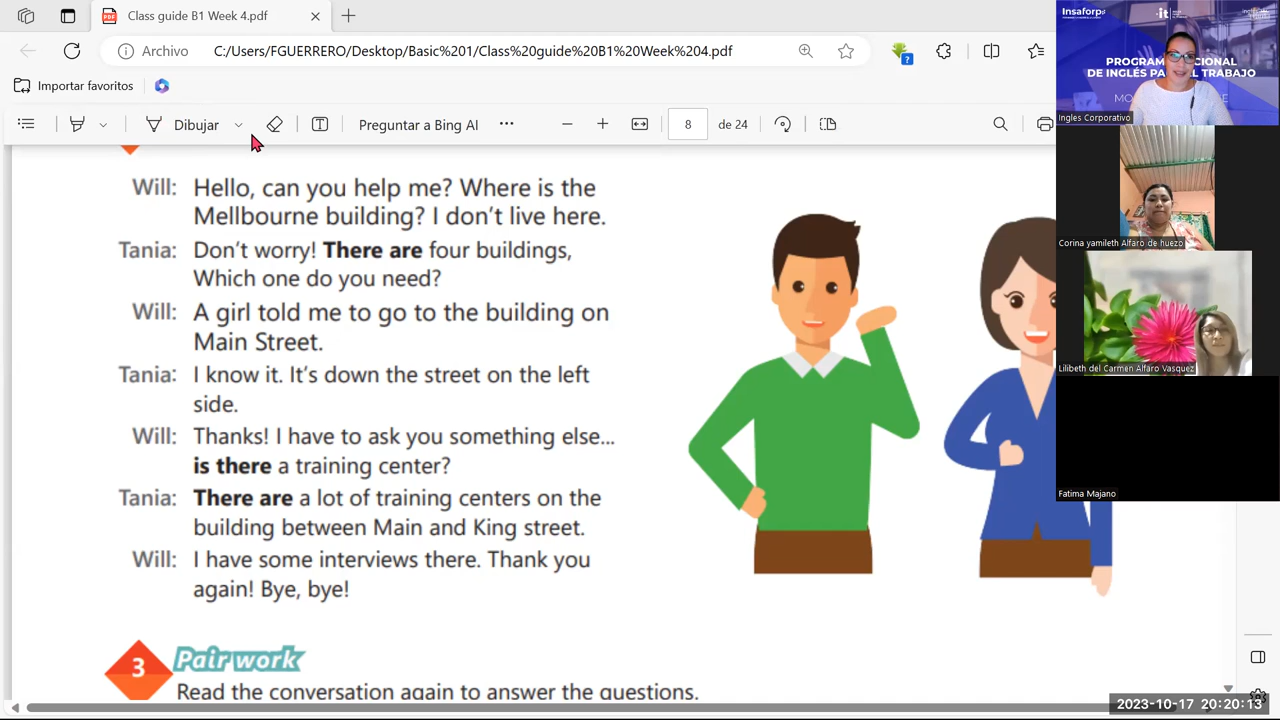 Class guide B1 Week 4.pdf
Archivo
C:/Users/FGUERRERO/Desktop/Basic%201/Class%20guide%20B1%20Week%204.pdf
Importar favoritos
Dibujar
Preguntar a Bing AI
8
de 24
Will: Hello, can you help me? Where is the
Mellbourne building? I don't live here.
Tania: Don't worry! There are four buildings,
Which one do you need?
Will: A girl told me to go to the building on
Main Street.
Tania: I know it. It's down the street on the left
side.
Will: Thanks! I have to ask you something else...
is there a training center?
Tania: There are a lot of training centers on the
building between Main and King street.
Will: I have some interviews there. Thank you
again! Bye, bye!
3 Pair work
Read the conversation again to answer the questions.
Insaforp
it
PROGRAMA
DE INGLÉS TRABAJO
Ingles Corporativo
Corina yamileth Alfaro de huezo
Lilibeth del Carmen Alfaro Vasquez
Fatima Majano
2023-10-17 20:20:13